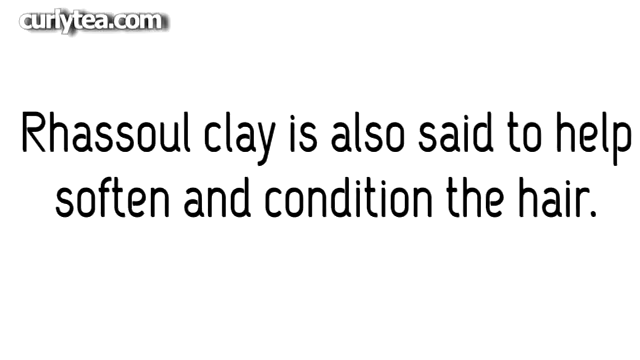 curlytea.com
Rhassoul clay is also said to help
soften and condition the hair.